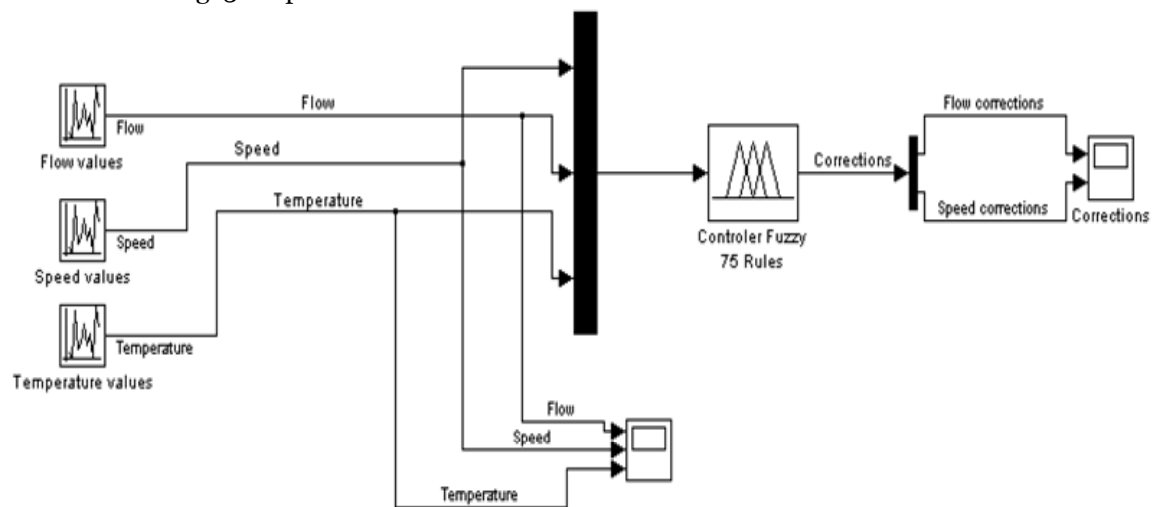 Flow
Flow
Flow values
Speed
Speed
Speed values
Temperature
Temperature
Temperature values
Corrections
Controler Fuzzy
75 Rules
Flow corrections
Speed corrections
Corrections
Flow
Speed
Temperature